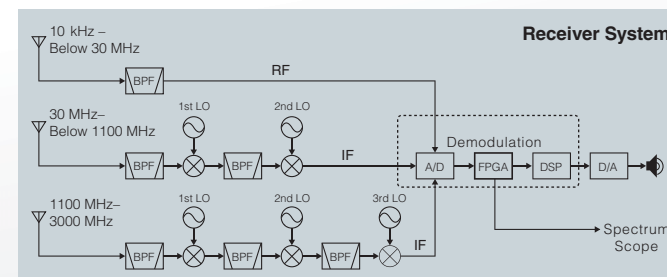 Receiver System
10 kHz –
Below 30 MHz
BPF
RF
30 MHz–
Below 1100 MHz
1st LO
2nd LO
BPF
BPF
IF
Demodulation
A/D
FPGA
DSP
D/A
1100 MHz–
3000 MHz
1st LO
2nd LO
3rd LO
BPF
BPF
BPF
IF
Spectrum
Scope